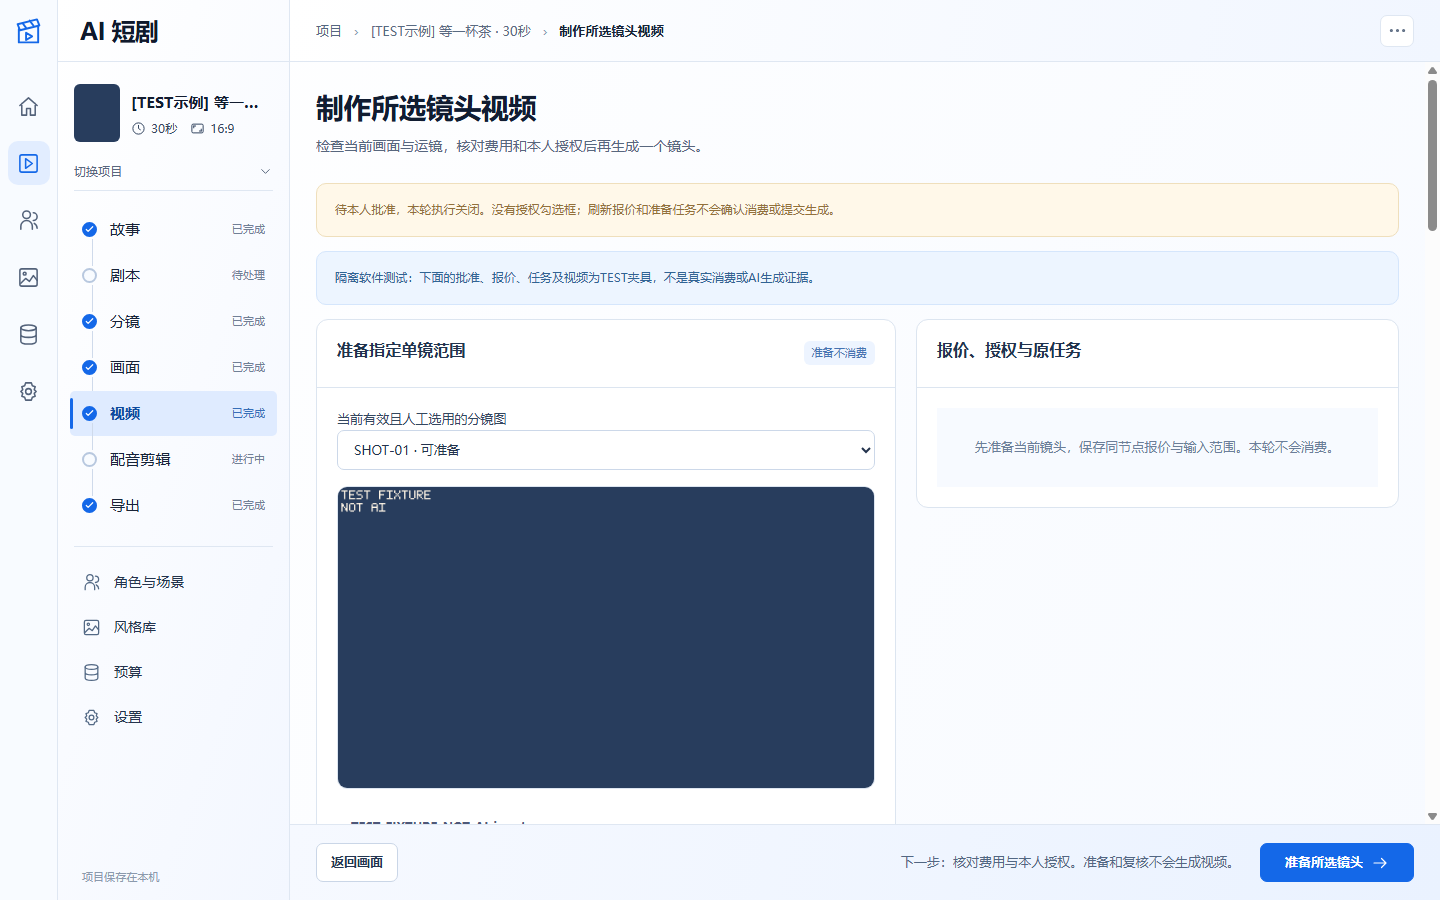 AI 短剧
项目 › [TEST示例] 等一杯茶 · 30秒 › 制作所选镜头视频
[TEST示例] 等一...
30秒 16:9
切换项目
故事 已完成
剧本 待处理
分镜 已完成
画面 已完成
视频 已完成
配音剪辑 进行中
导出 已完成
角色与场景
风格库
预算
设置
项目保存在本机
制作所选镜头视频
检查当前画面与运镜，核对费用和本人授权后再生成一个镜头。
待本人批准，本轮执行关闭。没有授权勾选框；刷新报价和准备任务不会确认消费或提交生成。
隔离软件测试：下面的批准、报价、任务及视频为TEST夹具，不是真实消费或AI生成证据。
准备指定单镜范围 准备不消费
当前有效且人工选用的分镜图
SHOT-01 · 可准备
TEST FIXTURE
NOT AI
报价、授权与原任务
先准备当前镜头，保存同节点报价与输入范围。本轮不会消费。
返回画面
下一步：核对费用与本人授权。准备和复核不会生成视频。
准备所选镜头